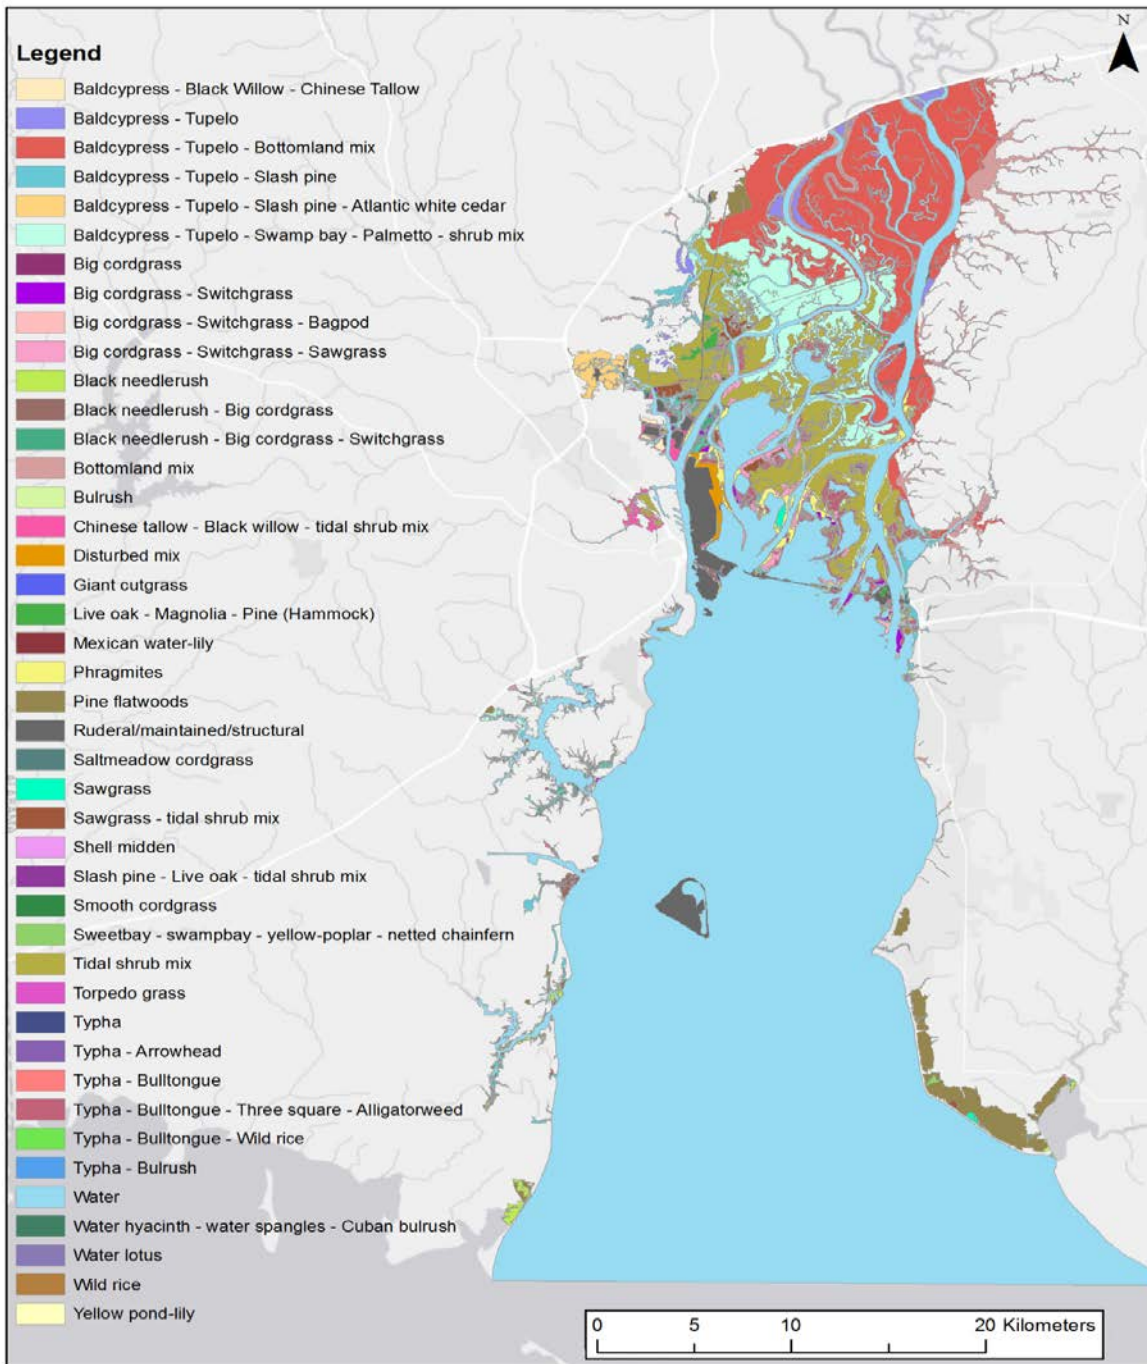 N
Legend
Baldcypress - Black Willow - Chinese Tallow
Baldcypress - Tupelo
Baldcypress - Tupelo - Bottomland mix
Baldcypress - Tupelo - Slash pine
Baldcypress - Tupelo - Slash pine - Atlantic white cedar
Baldcypress - Tupelo - Swamp bay - Palmetto - shrub mix
Big cordgrass
Big cordgrass - Switchgrass
Big cordgrass - Switchgrass - Bagpod
Big cordgrass - Switchgrass - Sawgrass
Black needlerush
Black needlerush - Big cordgrass
Black needlerush - Big cordgrass - Switchgrass
Bottomland mix
Bulrush
Chinese tallow - Black willow - tidal shrub mix
Disturbed mix
Giant cutgrass
Live oak - Magnolia - Pine (Hammock)
Mexican water-lily
Phragmites
Pine flatwoods
Ruderal/maintained/structural
Saltmeadow cordgrass
Sawgrass
Sawgrass - tidal shrub mix
Shell midden
Slash pine - Live oak - tidal shrub mix
Smooth cordgrass
Sweetbay - swampbay - yellow-poplar - netted chainfern
Tidal shrub mix
Torpedo grass
Typha
Typha - Arrowhead
Typha - Bulltongue
Typha - Bulltongue - Three square - Alligatorweed
Typha - Bulltongue - Wild rice
Typha - Bulrush
Water
Water hyacinth - water spangles - Cuban bulrush
Water lotus
Wild rice
Yellow pond-lily
0 5 10 20 Kilometers